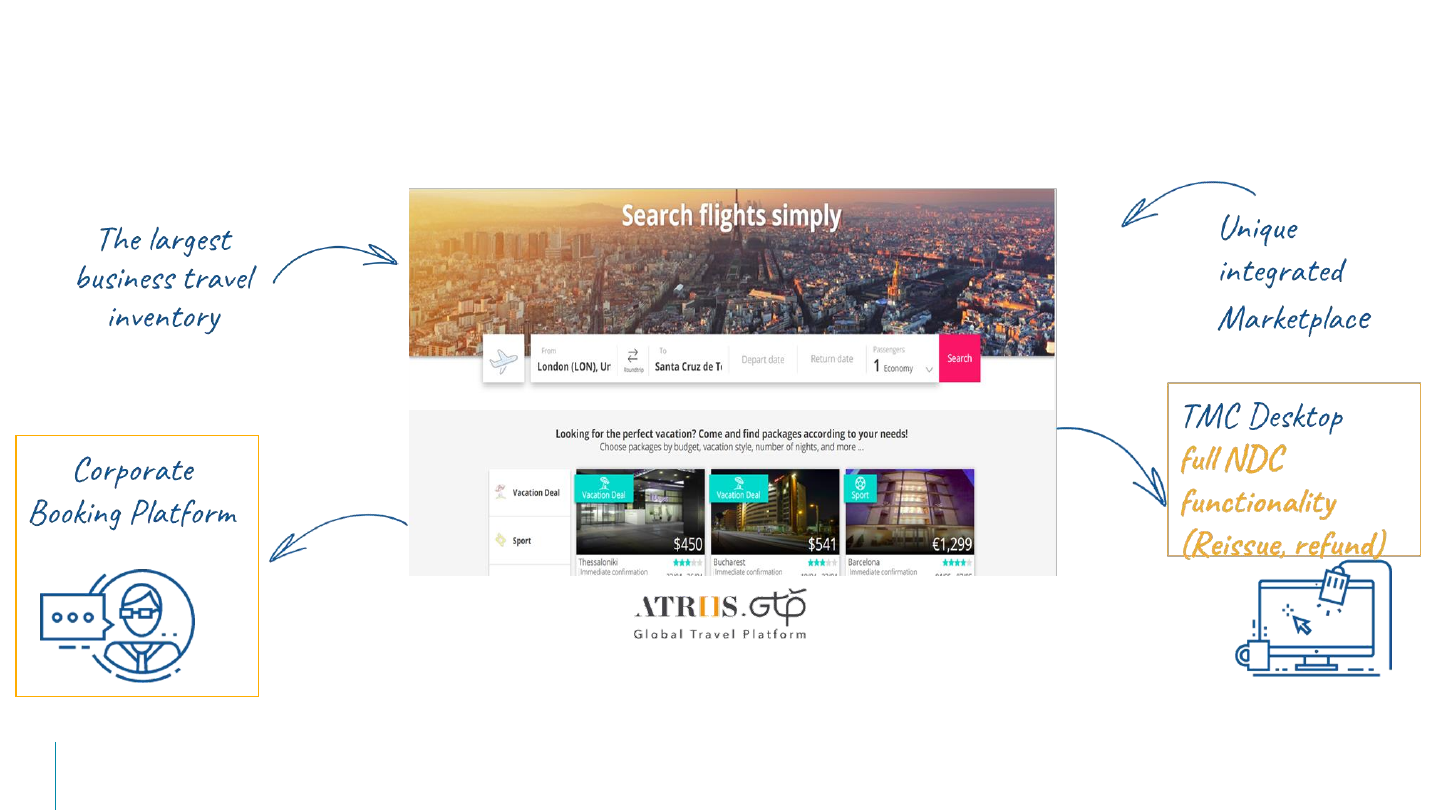 The largest
business travel
inventory
Unique
integrated
Marketplace
Search flights simply
From
London (LON), Ur
Roundtrip
To
Santa Cruz de T
Depart date
Return date
Passengers
1 Economy
Search
TMC Desktop
full NDC
functionality
(Reissue, refund)
Corporate
Booking Platform
Looking for the perfect vacation? Come and find packages according to your needs!
Choose packages by budget, vacation style, number of nights, and more ...
Vacation Deal
Sport
Vacation Deal
$450
Thessaloniki
Immediate confirmation
Vacation Deal
$541
Bucharest
Immediate confirmation
Sport
€1,299
Barcelona
Immediate confirmation
ATRIIS.GTP
Global Travel Platform